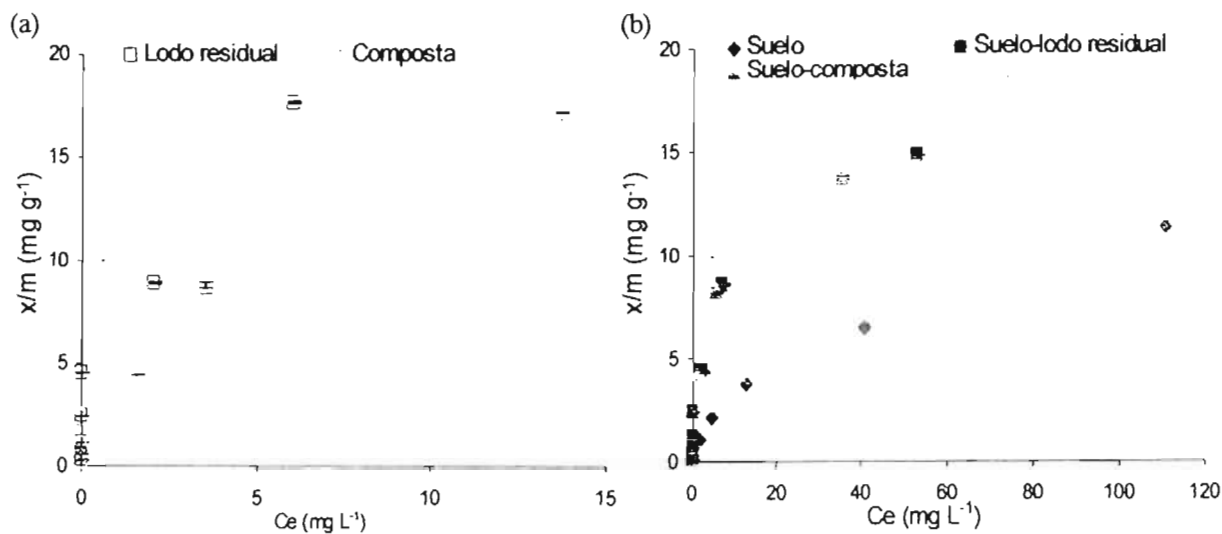 (a)
Lodo residual Composta
20
15
10
5
0
x/m (mg g⁻¹)
0 5 10 15
Ce (mg L⁻¹)
(b)
Suelo Suelo-lodo residual
Suelo-composta
20
15
10
5
0
x/m (mg g⁻¹)
0 20 40 60 80 100 120
Ce (mg L⁻¹)